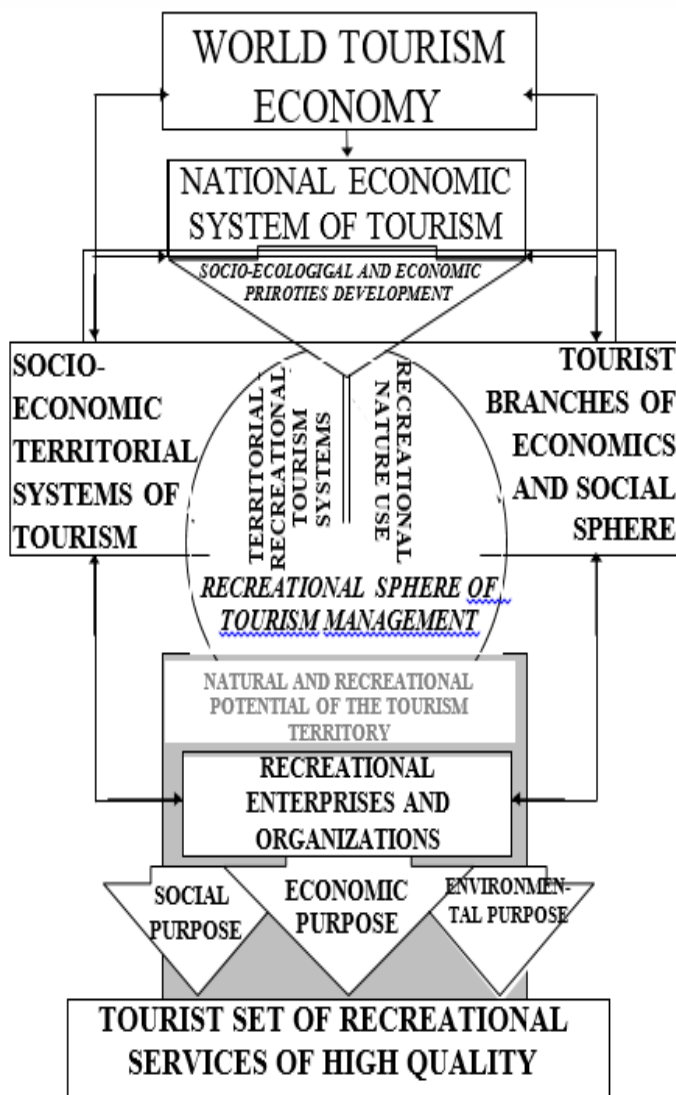 WORLD TOURISM
ECONOMY
NATIONAL ECONOMIC
SYSTEM OF TOURISM
SOCIO-ECOLOGIGAL AND ECONOMIC
PRIROTIES DEVELOPMENT
SOCIO-
ECONOMIC
TERRITORIAL
SYSTEMS OF
TOURISM
TERRITORIAL
RECREATIONAL
TOURISM
SYSTEMS
RECREATIONAL
NATURE USE
TOURIST
BRANCHES OF
ECONOMICS
AND SOCIAL
SPHERE
RECREATIONAL SPHERE OF
TOURISM MANAGEMENT
NATURAL AND RECREATIONAL
POTENTIAL OF THE TOURISM
TERRITORY
RECREATIONAL
ENTERPRISES AND
ORGANIZATIONS
SOCIAL
PURPOSE
ECONOMIC
PURPOSE
ENVIRONMEN-
TAL PURPOSE
TOURIST SET OF RECREATIONAL
SERVICES OF HIGH QUALITY